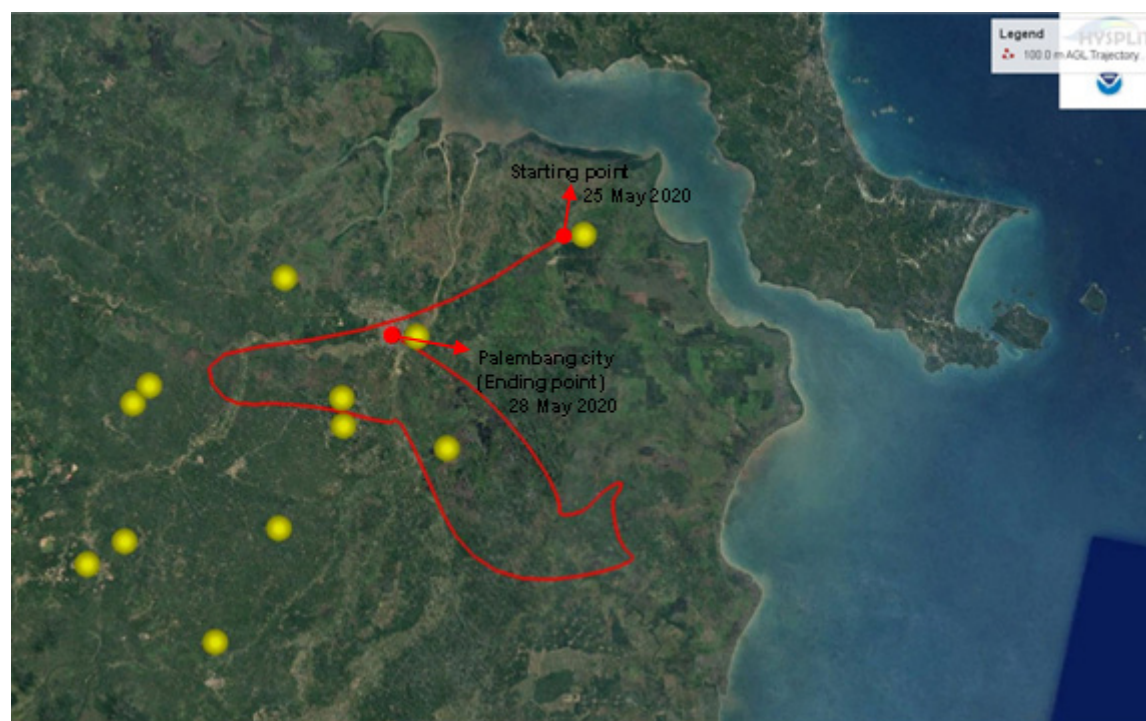 Legend
HYSPLIT
100.0 m AGL Trajectory
Starting point
25 May 2020
Palembang city
(Ending point)
28 May 2020